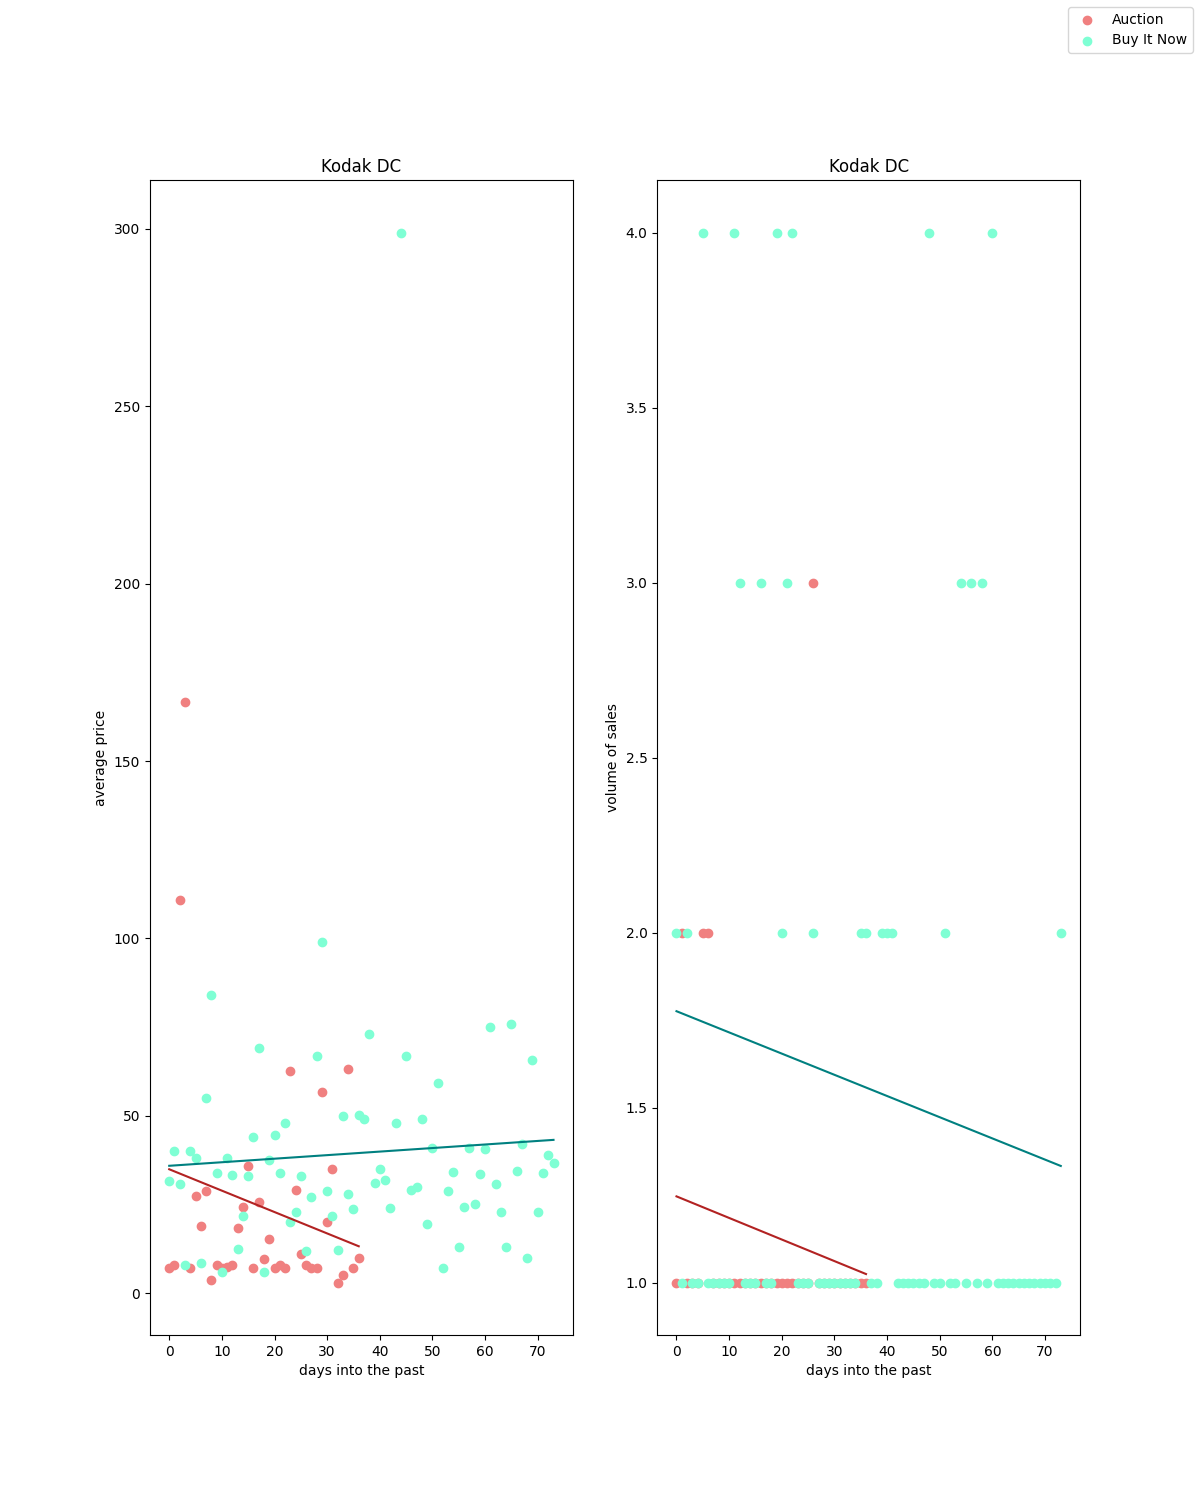 Auction
Buy It Now
Kodak DC
average price
300
250
200
150
100
50
0
0 10 20 30 40 50 60 70
days into the past
Kodak DC
volume of sales
4.0
3.5
3.0
2.5
2.0
1.5
1.0
0 10 20 30 40 50 60 70
days into the past